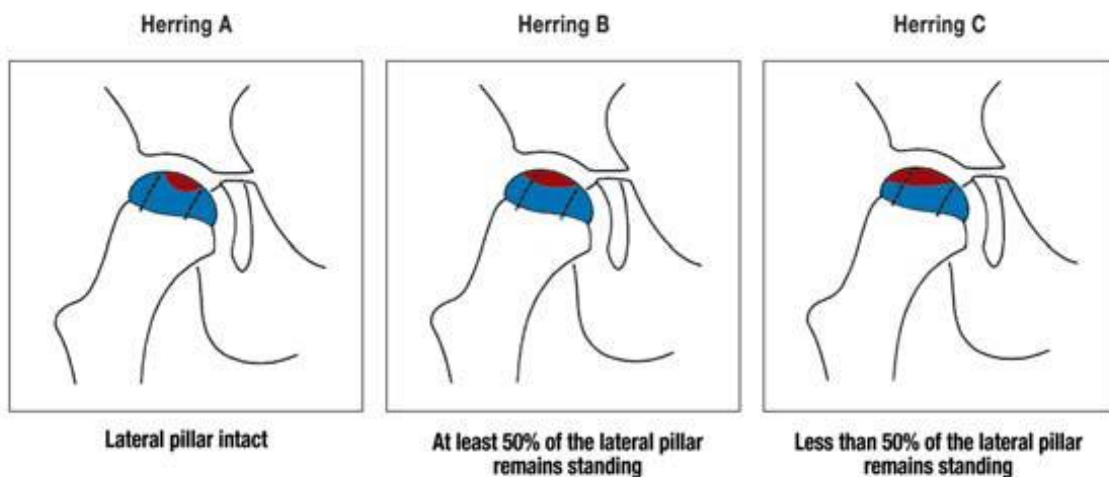 Herring A
Herring B
Herring C
Lateral pillar intact
At least 50% of the lateral pillar
remains standing
Less than 50% of the lateral pillar
remains standing